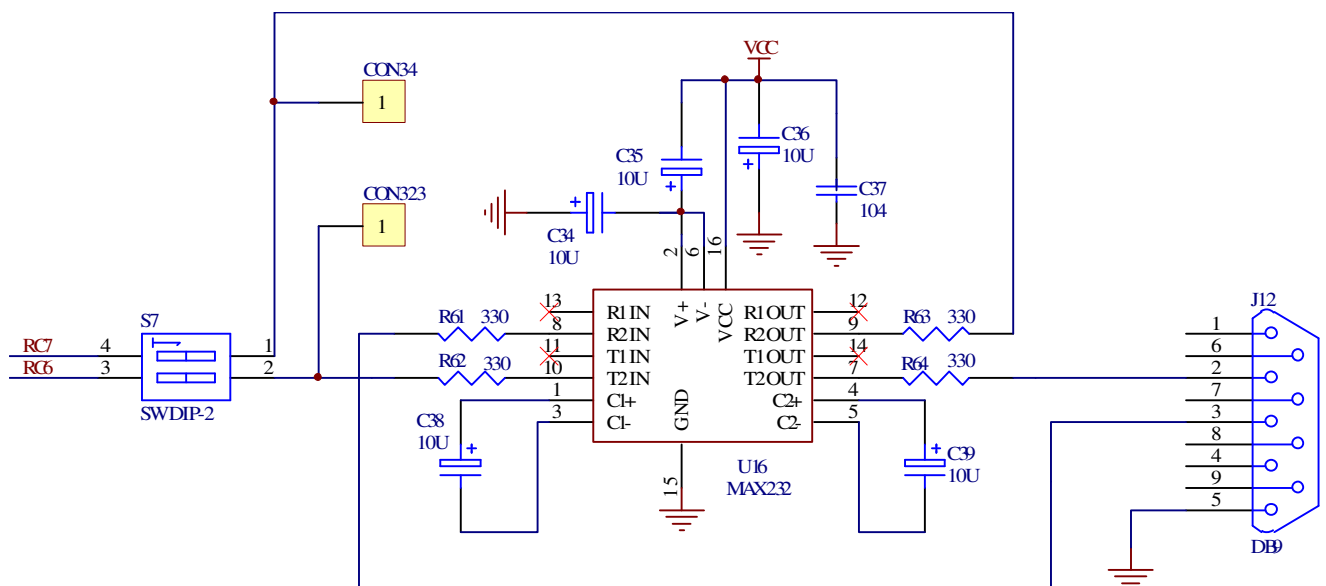 VCC
CON34
1
C36
10U
C35
10U
C37
104
CON323
1
C34
10U
2
6
16
V+
V-
VCC
13
R1IN
R1OUT
12
R61
330
8
R2IN
R2OUT
9
R63
330
11
T1IN
T1OUT
14
R62
330
10
T2IN
T2OUT
7
R64
330
1
C1+
C2+
4
3
C1-
GND
C2-
5
S7
RC7
4
1
RC6
3
2
SWDIP-2
C38
10U
C39
10U
U16
MAX232
15
J12
1
6
2
7
3
8
4
9
5
DB9